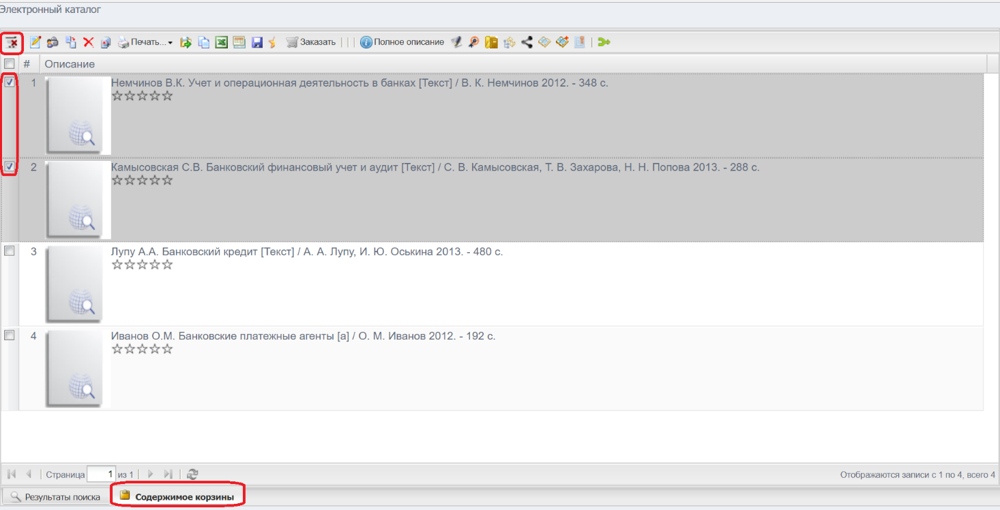 Электронный каталог
Печать... Заказать Полное описание
# Описание
1 Немчинов В.К. Учет и операционная деятельность в банках [Текст] / В. К. Немчинов 2012. - 348 с.
2 Камысовская С.В. Банковский финансовый учет и аудит [Текст] / С. В. Камысовская, Т. В. Захарова, Н. Н. Попова 2013. - 288 с.
3 Лупу А.А. Банковский кредит [Текст] / А. А. Лупу, И. Ю. Оськина 2013. - 480 с.
4 Иванов О.М. Банковские платежные агенты [а] / О. М. Иванов 2012. - 192 с.
Страница 1 из 1 Отображаются записи с 1 по 4, всего 4
Результаты поиска Содержимое корзины